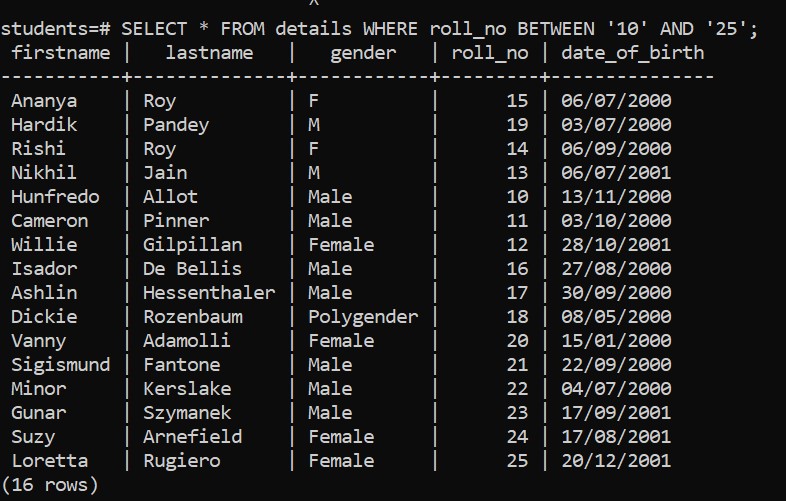 ^
students=# SELECT * FROM details WHERE roll_no BETWEEN '10' AND '25';
 firstname |   lastname   |   gender   | roll_no | date_of_birth
-----------+--------------+------------+---------+---------------
 Ananya    | Roy          | F          |      15 | 06/07/2000
 Hardik    | Pandey       | M          |      19 | 03/07/2000
 Rishi     | Roy          | F          |      14 | 06/09/2000
 Nikhil    | Jain         | M          |      13 | 06/07/2001
 Hunfredo  | Allot        | Male       |      10 | 13/11/2000
 Cameron   | Pinner       | Male       |      11 | 03/10/2000
 Willie    | Gilpillan    | Female     |      12 | 28/10/2001
 Isador    | De Bellis    | Male       |      16 | 27/08/2000
 Ashlin    | Hessenthaler | Male       |      17 | 30/09/2000
 Dickie    | Rozenbaum    | Polygender |      18 | 08/05/2000
 Vanny     | Adamolli     | Female     |      20 | 15/01/2000
 Sigismund | Fantone      | Male       |      21 | 22/09/2000
 Minor     | Kerslake     | Male       |      22 | 04/07/2000
 Gunar     | Szymanek     | Male       |      23 | 17/09/2001
 Suzy      | Arnefield    | Female     |      24 | 17/08/2001
 Loretta   | Rugiero      | Female     |      25 | 20/12/2001
(16 rows)